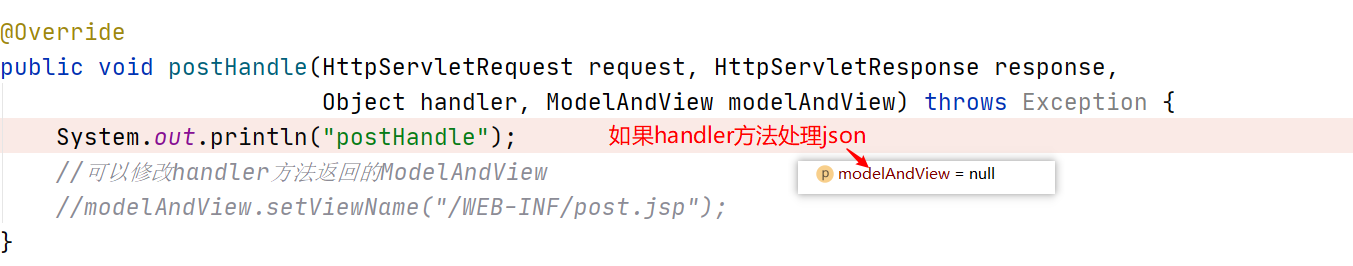 @Override
public void postHandle(HttpServletRequest request, HttpServletResponse response,
Object handler, ModelAndView modelAndView) throws Exception {
System.out.println("postHandle"); 如果handler方法处理json
//可以修改handler方法返回的ModelAndView p modelAndView = null
//modelAndView.setViewName("/WEB-INF/post.jsp");
}